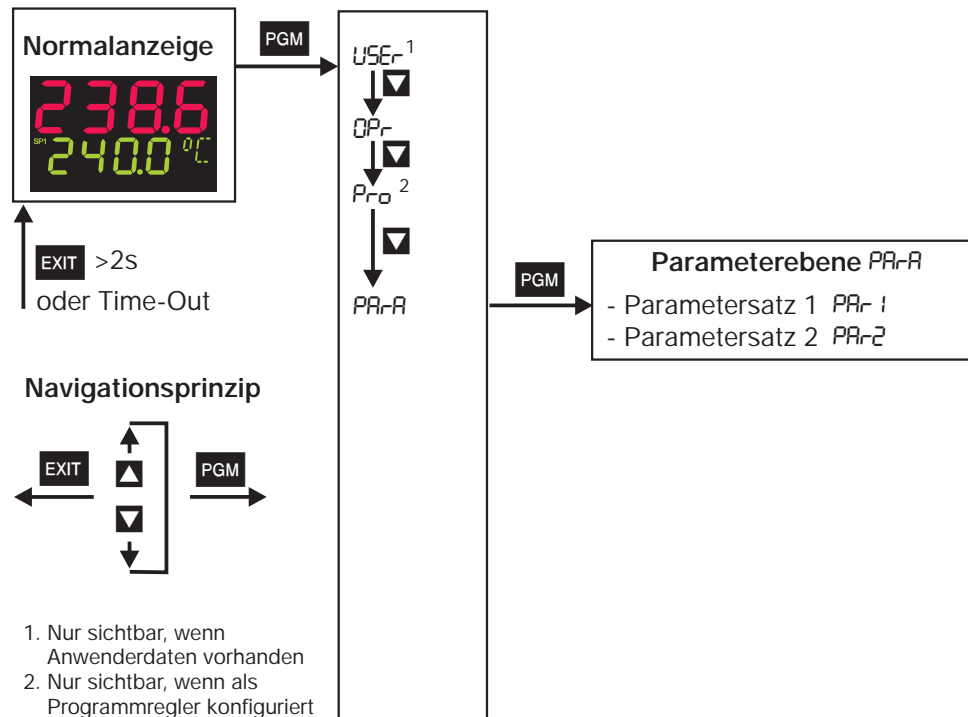 Normalanzeige
238.6
SP1 240.0 °C
EXIT >2s
oder Time-Out
PGM
USEr 1
OPr
Pro 2
PArA
PGM
Parameterebene PArA
- Parametersatz 1 PAr1
- Parametersatz 2 PAr2
Navigationsprinzip
EXIT
PGM
1. Nur sichtbar, wenn
Anwenderdaten vorhanden
2. Nur sichtbar, wenn als
Programmregler konfiguriert